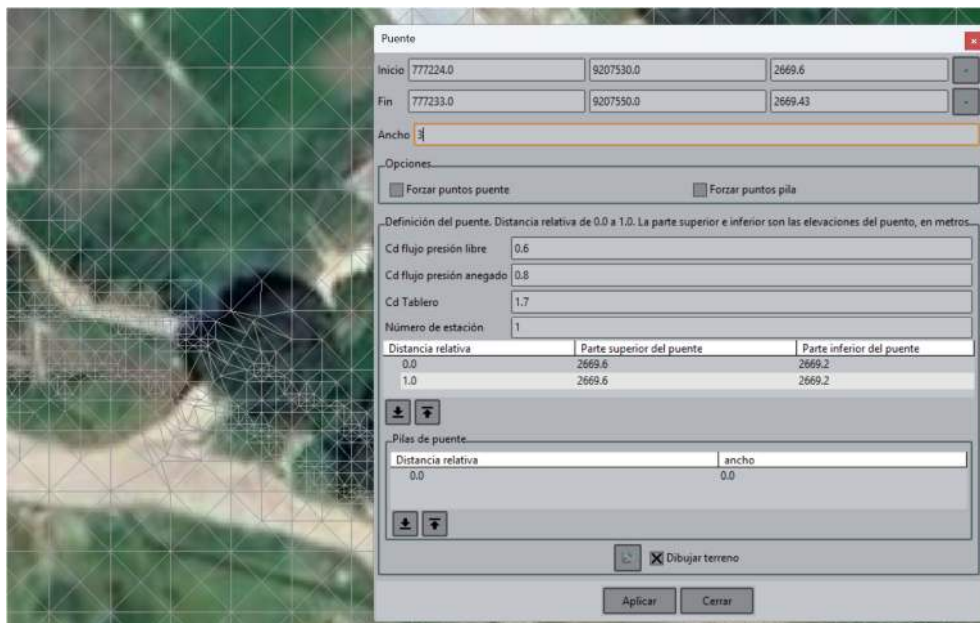 Puente
Inicio 777224.0 9207530.0 2669.6 -
Fin 777233.0 9207550.0 2669.43 -
Ancho 3
Opciones
Forzar puntos puente Forzar puntos pila
Definición del puente. Distancia relativa de 0.0 a 1.0. La parte superior e inferior son las elevaciones del puente, en metros
Cd flujo presión libre 0.6
Cd flujo presión anegado 0.8
Cd Tablero 1.7
Número de estación 1
Distancia relativa Parte superior del puente Parte inferior del puente
0.0 2669.6 2669.2
1.0 2669.6 2669.2
Pilas de puente
Distancia relativa ancho
0.0 0.0
Dibujar terreno
Aplicar Cerrar